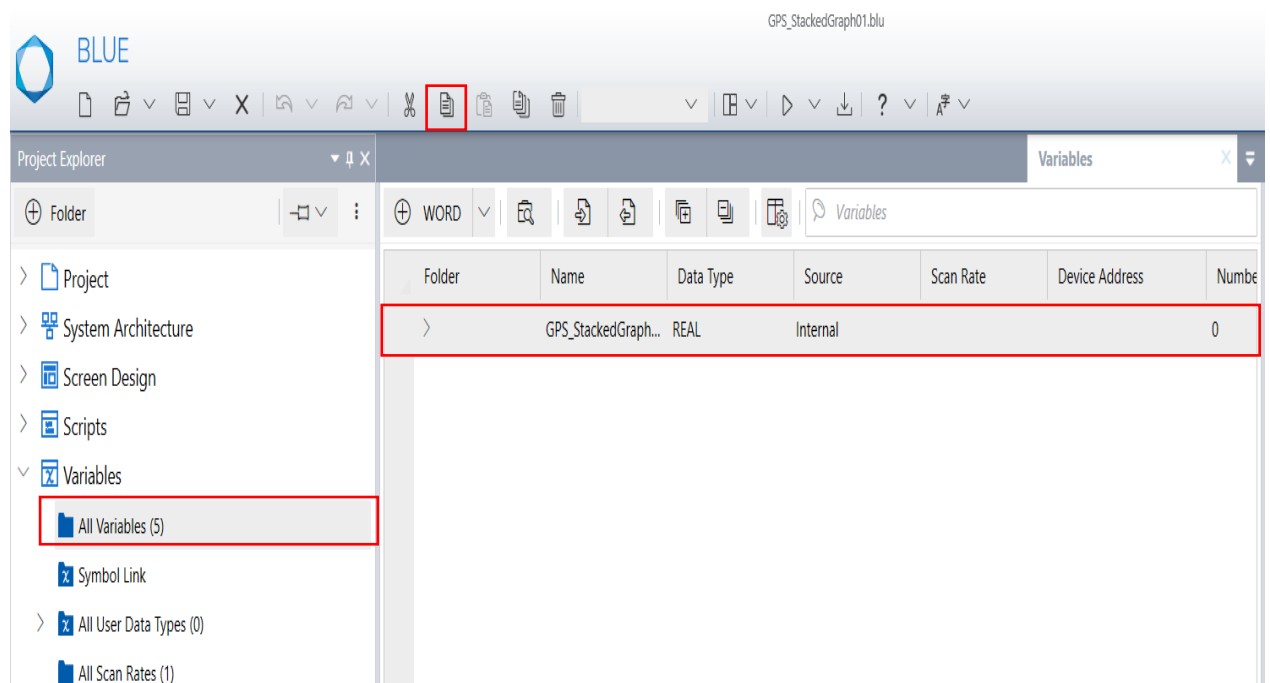 GPS_StackedGraph01.blu
BLUE
Project Explorer
Variables
Folder
WORD
Variables
Folder Name Data Type Source Scan Rate Device Address Numbe
GPS_StackedGraph... REAL Internal 0
Project
System Architecture
Screen Design
Scripts
Variables
All Variables (5)
Symbol Link
All User Data Types (0)
All Scan Rates (1)